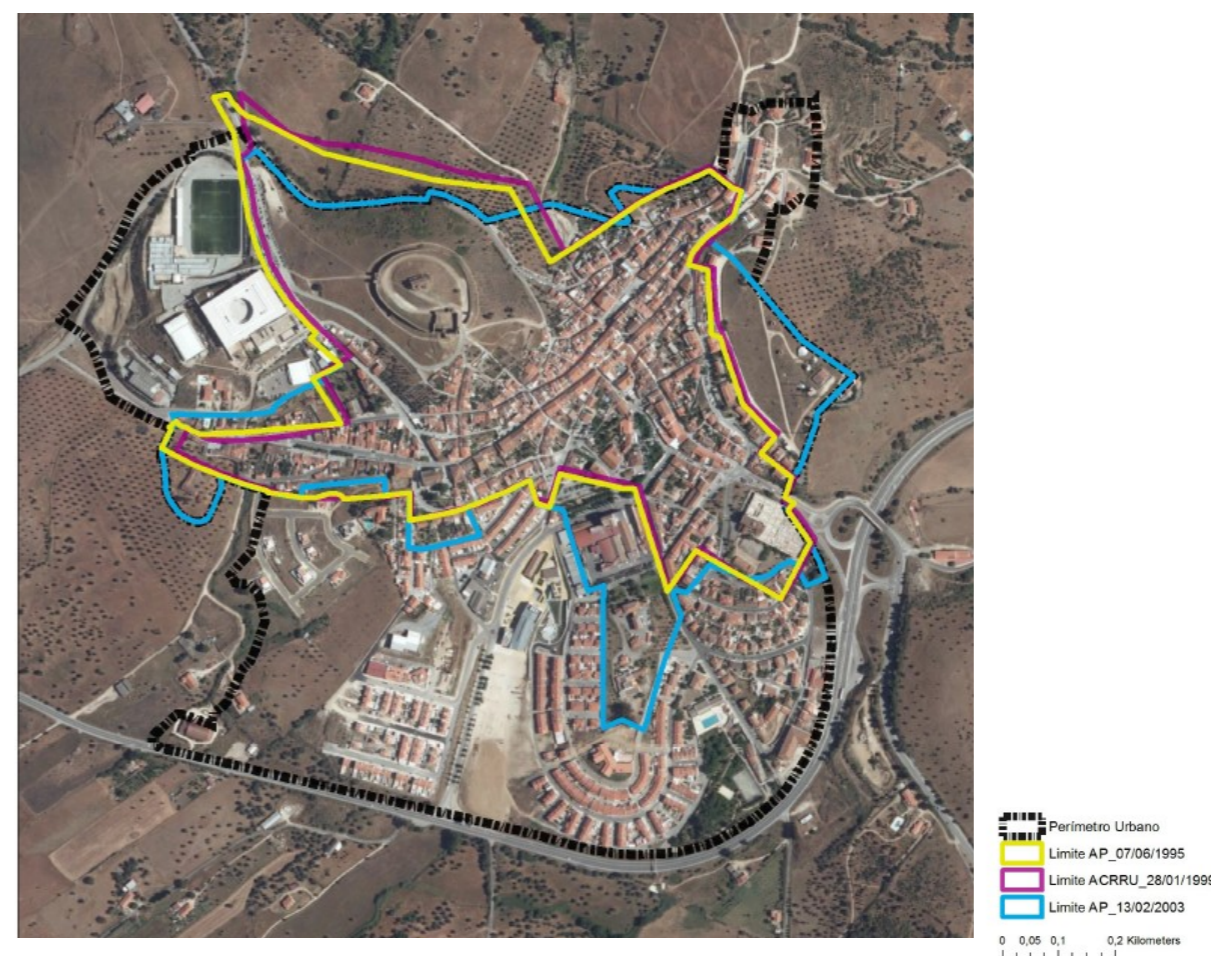 Perímetro Urbano
Limite AP_07/06/1995
Limite ACRRU_28/01/1999
Limite AP_13/02/2003
0 0,05 0,1 0,2 Kilometers